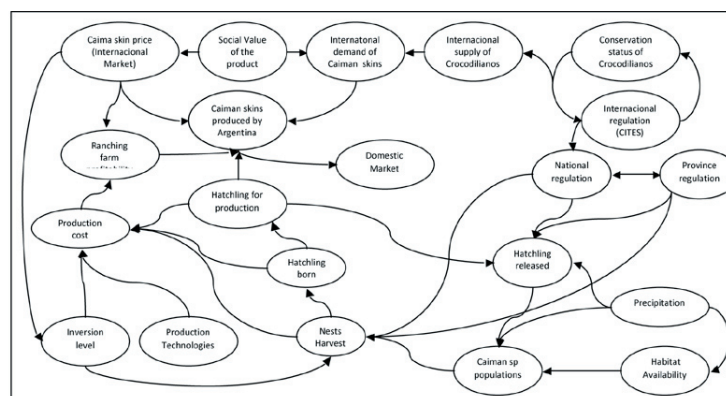 Caima skin price
(Internacional
Market)
Social Value
of the
product
Internatonal
demand of
Caiman skins
Internacional
supply of
Crocodilianos
Conservation
status of
Crocodilianos
Caiman skins
produced by
Argentina
Internacional
regulation
(CITES)
Ranching
farm
Domestic
Market
National
regulation
Province
regulation
Hatchling for
production
Production
cost
Hatchling
born
Hatchling
released
Precipitation
Inversion
level
Production
Technologies
Nests
Harvest
Caiman sp
populations
Habitat
Availability